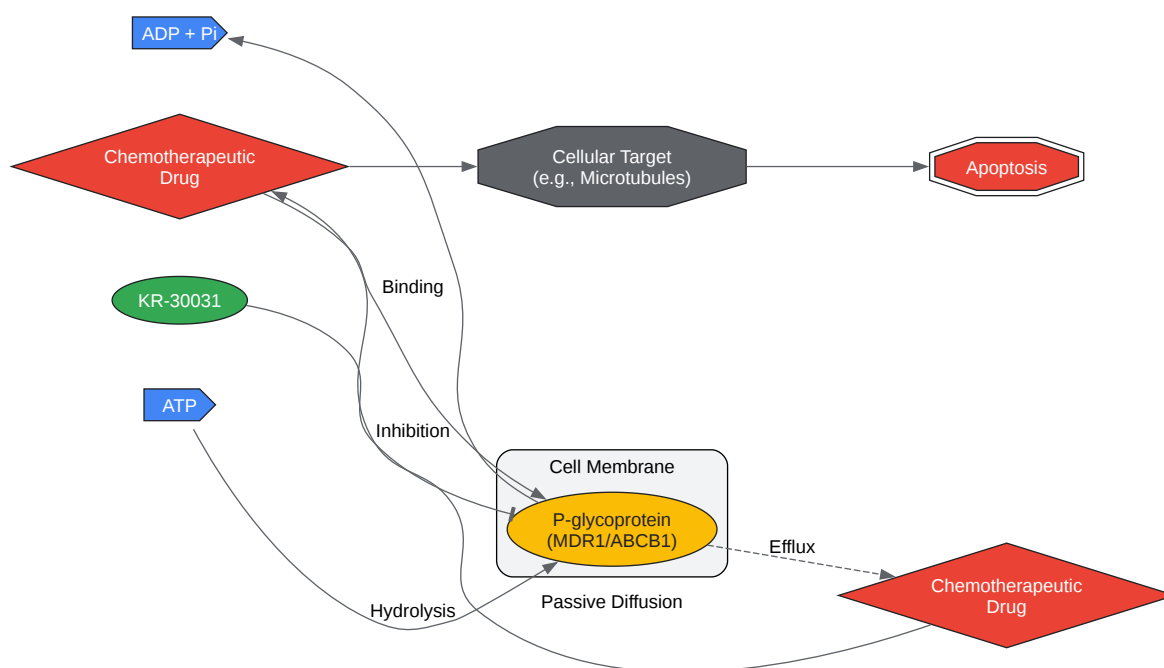 ADP + Pi
Chemotherapeutic
Drug
Cellular Target
(e.g., Microtubules)
Apoptosis
Binding
KR-30031
ATP
Inhibition
Cell Membrane
P-glycoprotein
(MDR1/ABCB1)
Efflux
Chemotherapeutic
Drug
Hydrolysis
Passive Diffusion